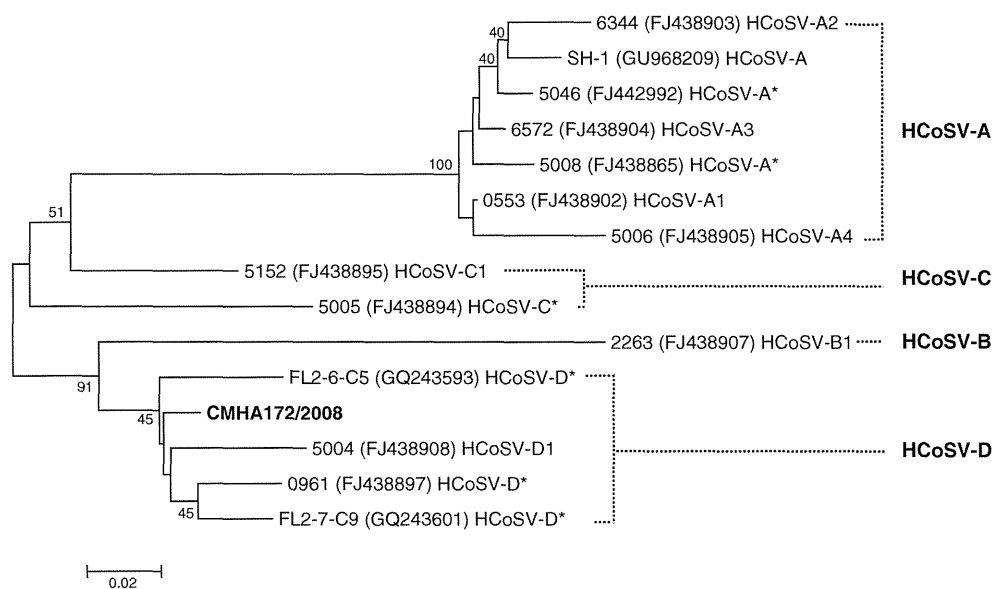 6344 (FJ438903) HCoSV-A2
40
SH-1 (GU968209) HCoSV-A
40
5046 (FJ442992) HCoSV-A*
6572 (FJ438904) HCoSV-A3
HCoSV-A
5008 (FJ438865) HCoSV-A*
100
0553 (FJ438902) HCoSV-A1
51
5006 (FJ438905) HCoSV-A4
5152 (FJ438895) HCoSV-C1
HCoSV-C
5005 (FJ438894) HCoSV-C*
2263 (FJ438907) HCoSV-B1
HCoSV-B
FL2-6-C5 (GQ243593) HCoSV-D*
91
CMHA172/2008
45
5004 (FJ438908) HCoSV-D1
HCoSV-D
0961 (FJ438897) HCoSV-D*
45
FL2-7-C9 (GQ243601) HCoSV-D*
0.02